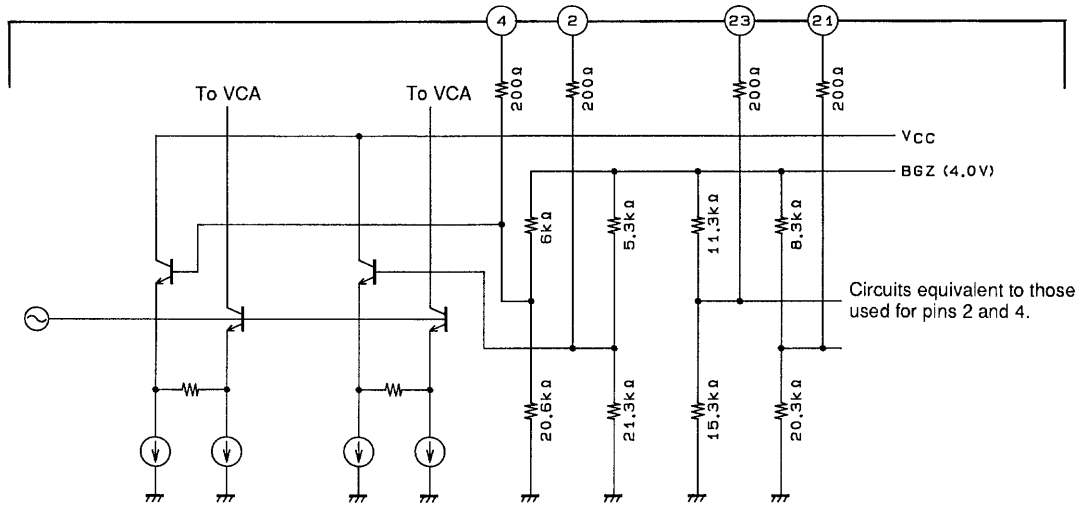 4 2 23 21
200Ω 200Ω 200Ω 200Ω
To VCA To VCA
VCC
BGZ (4.0V)
6kΩ 5.3kΩ 11.3kΩ 8.3kΩ
Circuits equivalent to those
used for pins 2 and 4.
20.6kΩ 21.3kΩ 15.3kΩ 20.3kΩ